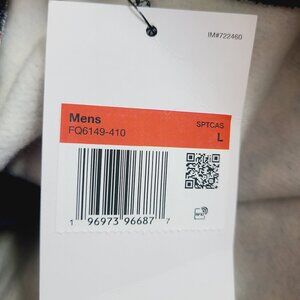 IM#722460
Mens
FQ6149-410
SPTCAS
L
1 96973 96687 7